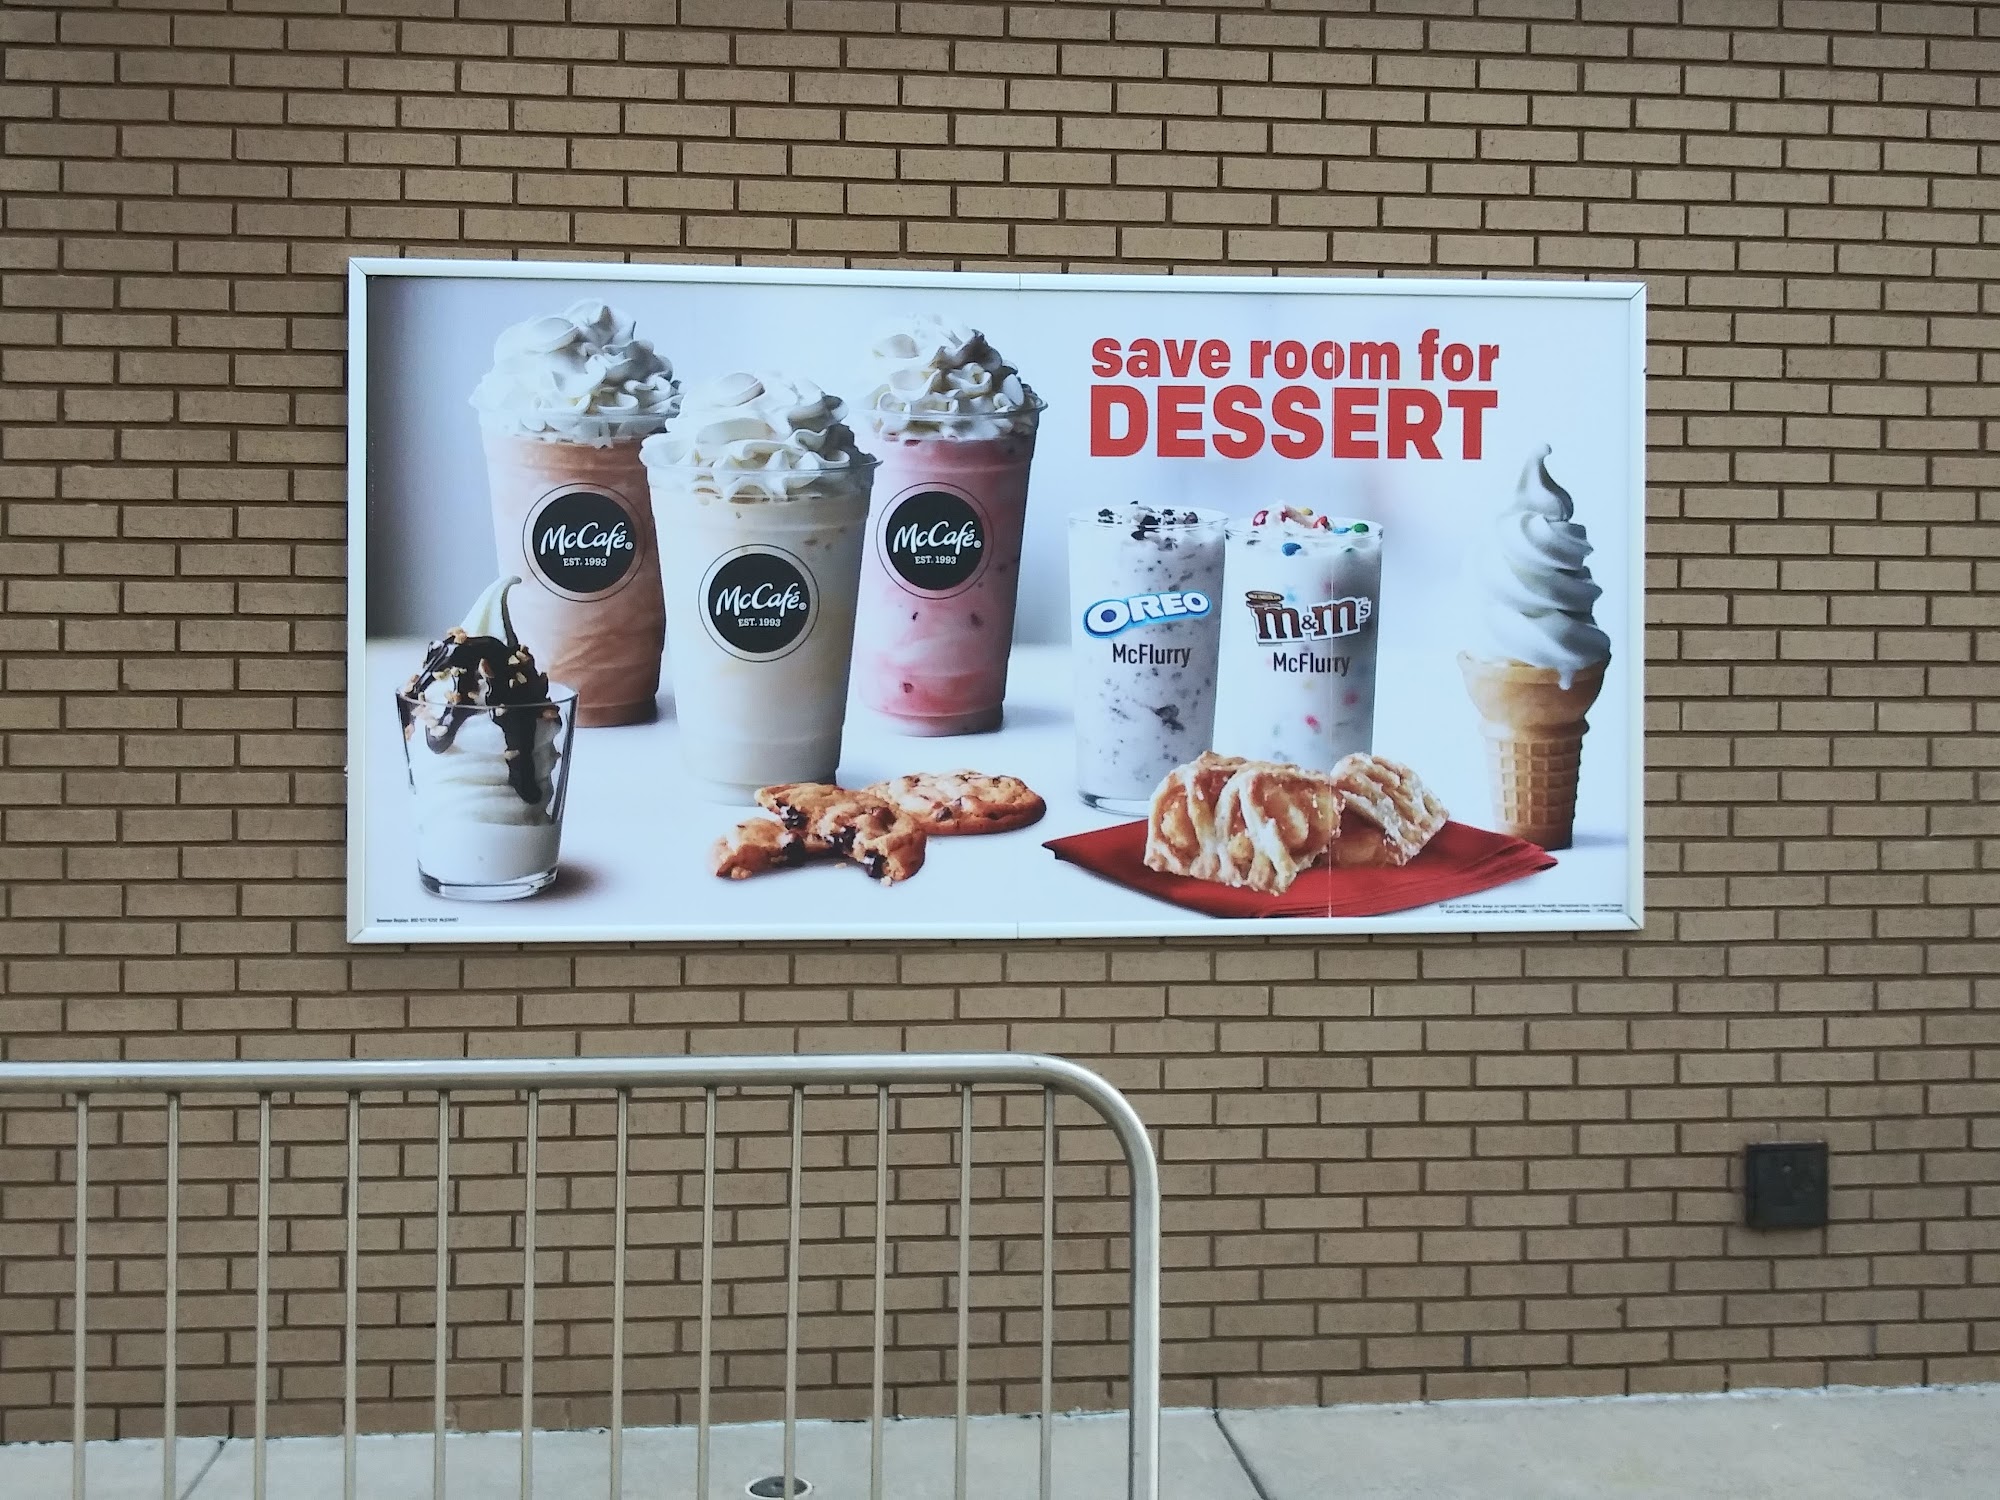 save room for
DESSERT
McCafé®
EST. 1993
McCafé®
EST. 1993
McCafé®
EST. 1993
OREO
McFlurry
m&m's
McFlurry